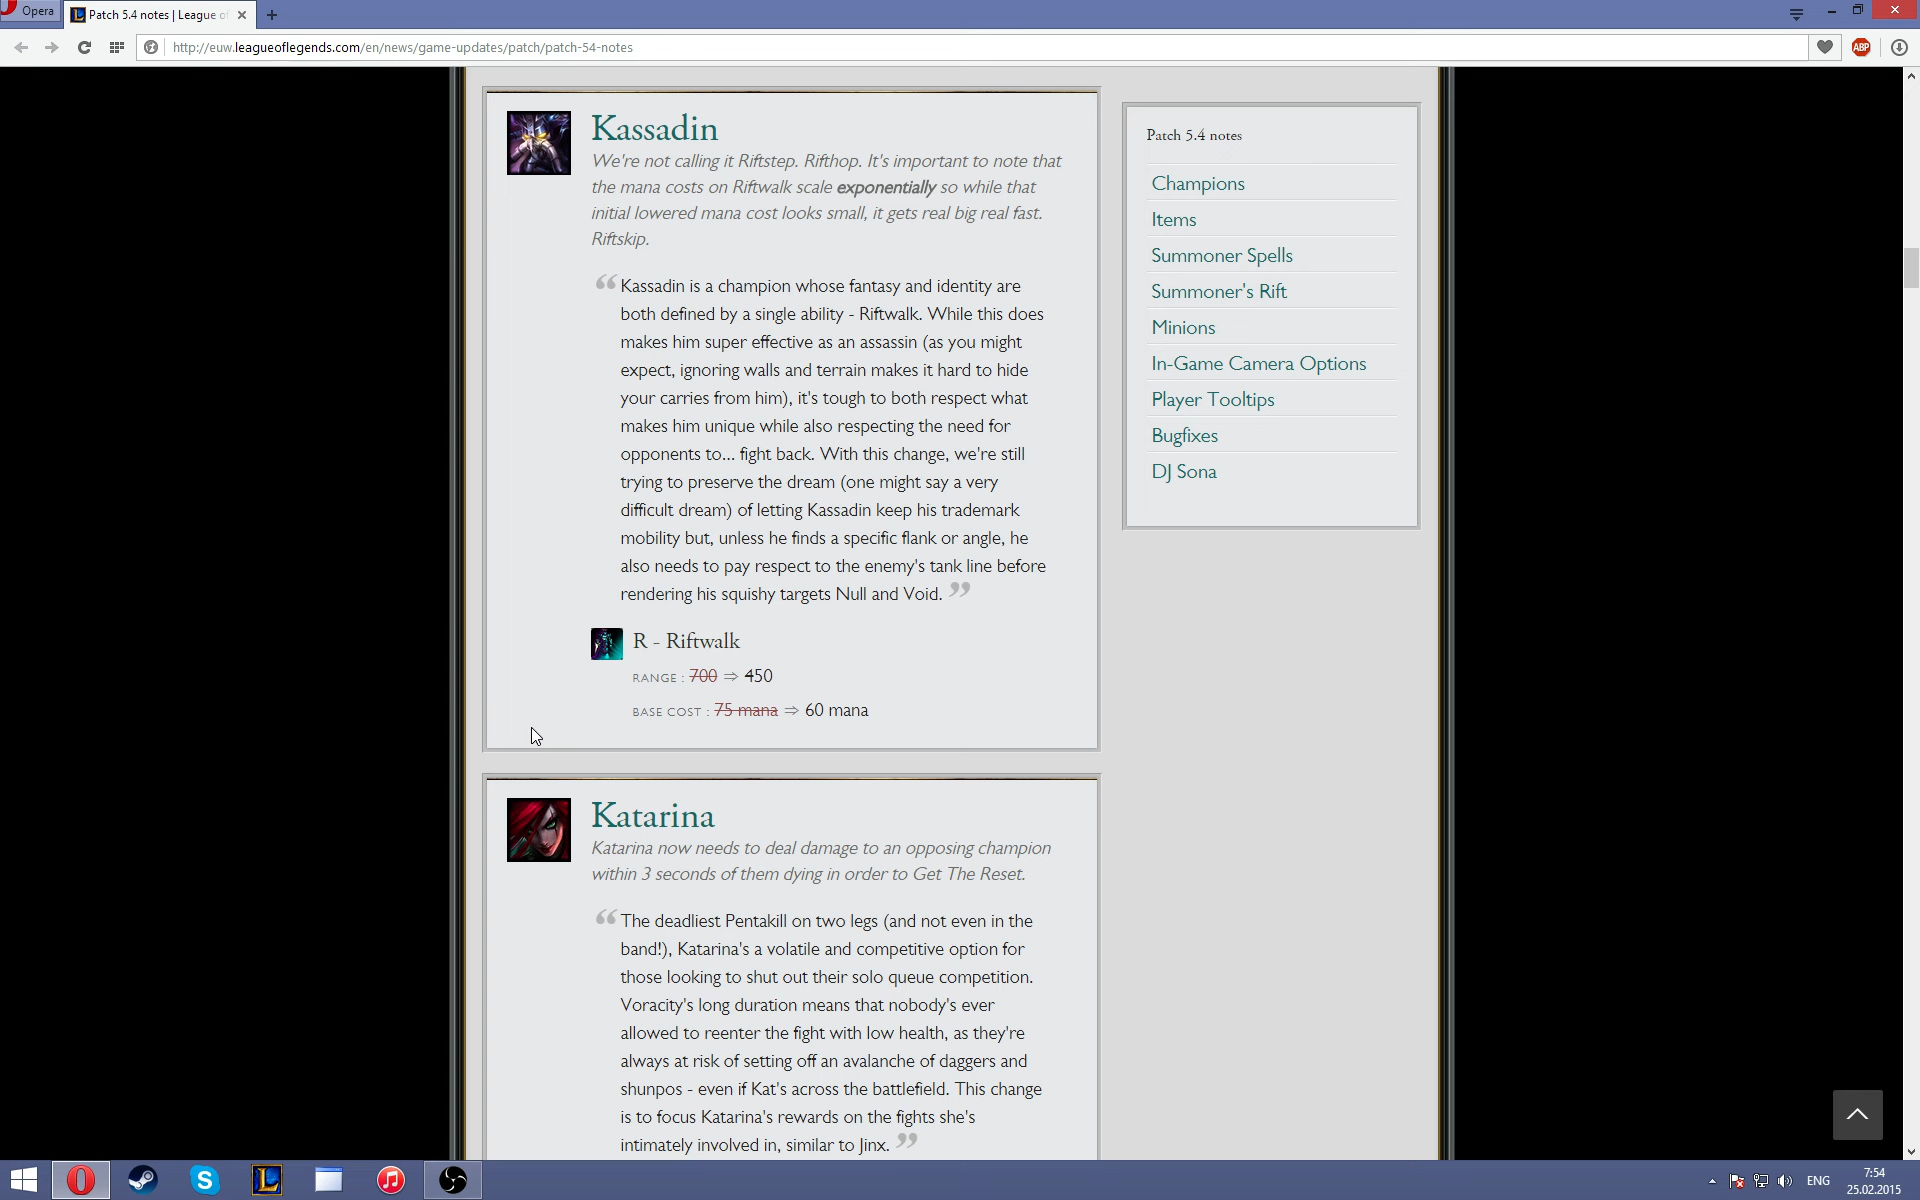 Opera
Patch 5.4 notes | League of
http://euw.leagueoflegends.com/en/news/game-updates/patch/patch-54-notes
ABP
Kassadin
We're not calling it Riftstep. Rifthop. It's important to note that
the mana costs on Riftwalk scale exponentially so while that
initial lowered mana cost looks small, it gets real big real fast.
Riftskip.
“Kassadin is a champion whose fantasy and identity are
both defined by a single ability - Riftwalk. While this does
makes him super effective as an assassin (as you might
expect, ignoring walls and terrain makes it hard to hide
your carries from him), it's tough to both respect what
makes him unique while also respecting the need for
opponents to... fight back. With this change, we're still
trying to preserve the dream (one might say a very
difficult dream) of letting Kassadin keep his trademark
mobility but, unless he finds a specific flank or angle, he
also needs to pay respect to the enemy's tank line before
rendering his squishy targets Null and Void. ”
R - Riftwalk
RANGE : 700 ⇒ 450
BASE COST : 75 mana ⇒ 60 mana
Katarina
Katarina now needs to deal damage to an opposing champion
within 3 seconds of them dying in order to Get The Reset.
“The deadliest Pentakill on two legs (and not even in the
band!), Katarina's a volatile and competitive option for
those looking to shut out their solo queue competition.
Voracity's long duration means that nobody's ever
allowed to reenter the fight with low health, as they're
always at risk of setting off an avalanche of daggers and
shunpos - even if Kat's across the battlefield. This change
is to focus Katarina's rewards on the fights she's
intimately involved in, similar to Jinx. ”
Patch 5.4 notes
Champions
Items
Summoner Spells
Summoner's Rift
Minions
In-Game Camera Options
Player Tooltips
Bugfixes
DJ Sona
ENG
7:54
25.02.2015